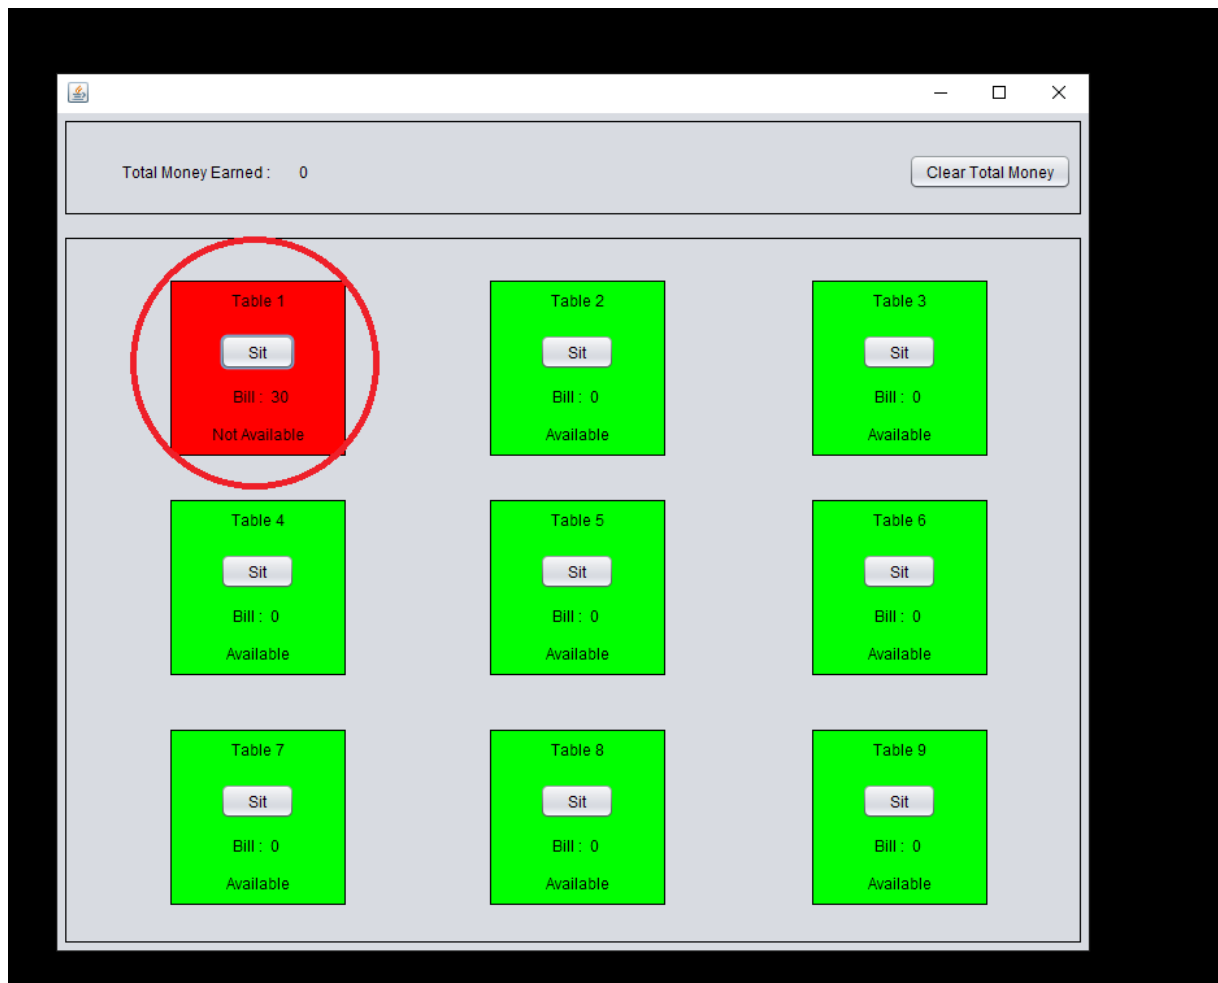 Total Money Earned : 0 Clear Total Money
Table 1 Table 2 Table 3
Sit Sit Sit
Bill : 30 Bill : 0 Bill : 0
Not Available Available Available
Table 4 Table 5 Table 6
Sit Sit Sit
Bill : 0 Bill : 0 Bill : 0
Available Available Available
Table 7 Table 8 Table 9
Sit Sit Sit
Bill : 0 Bill : 0 Bill : 0
Available Available Available